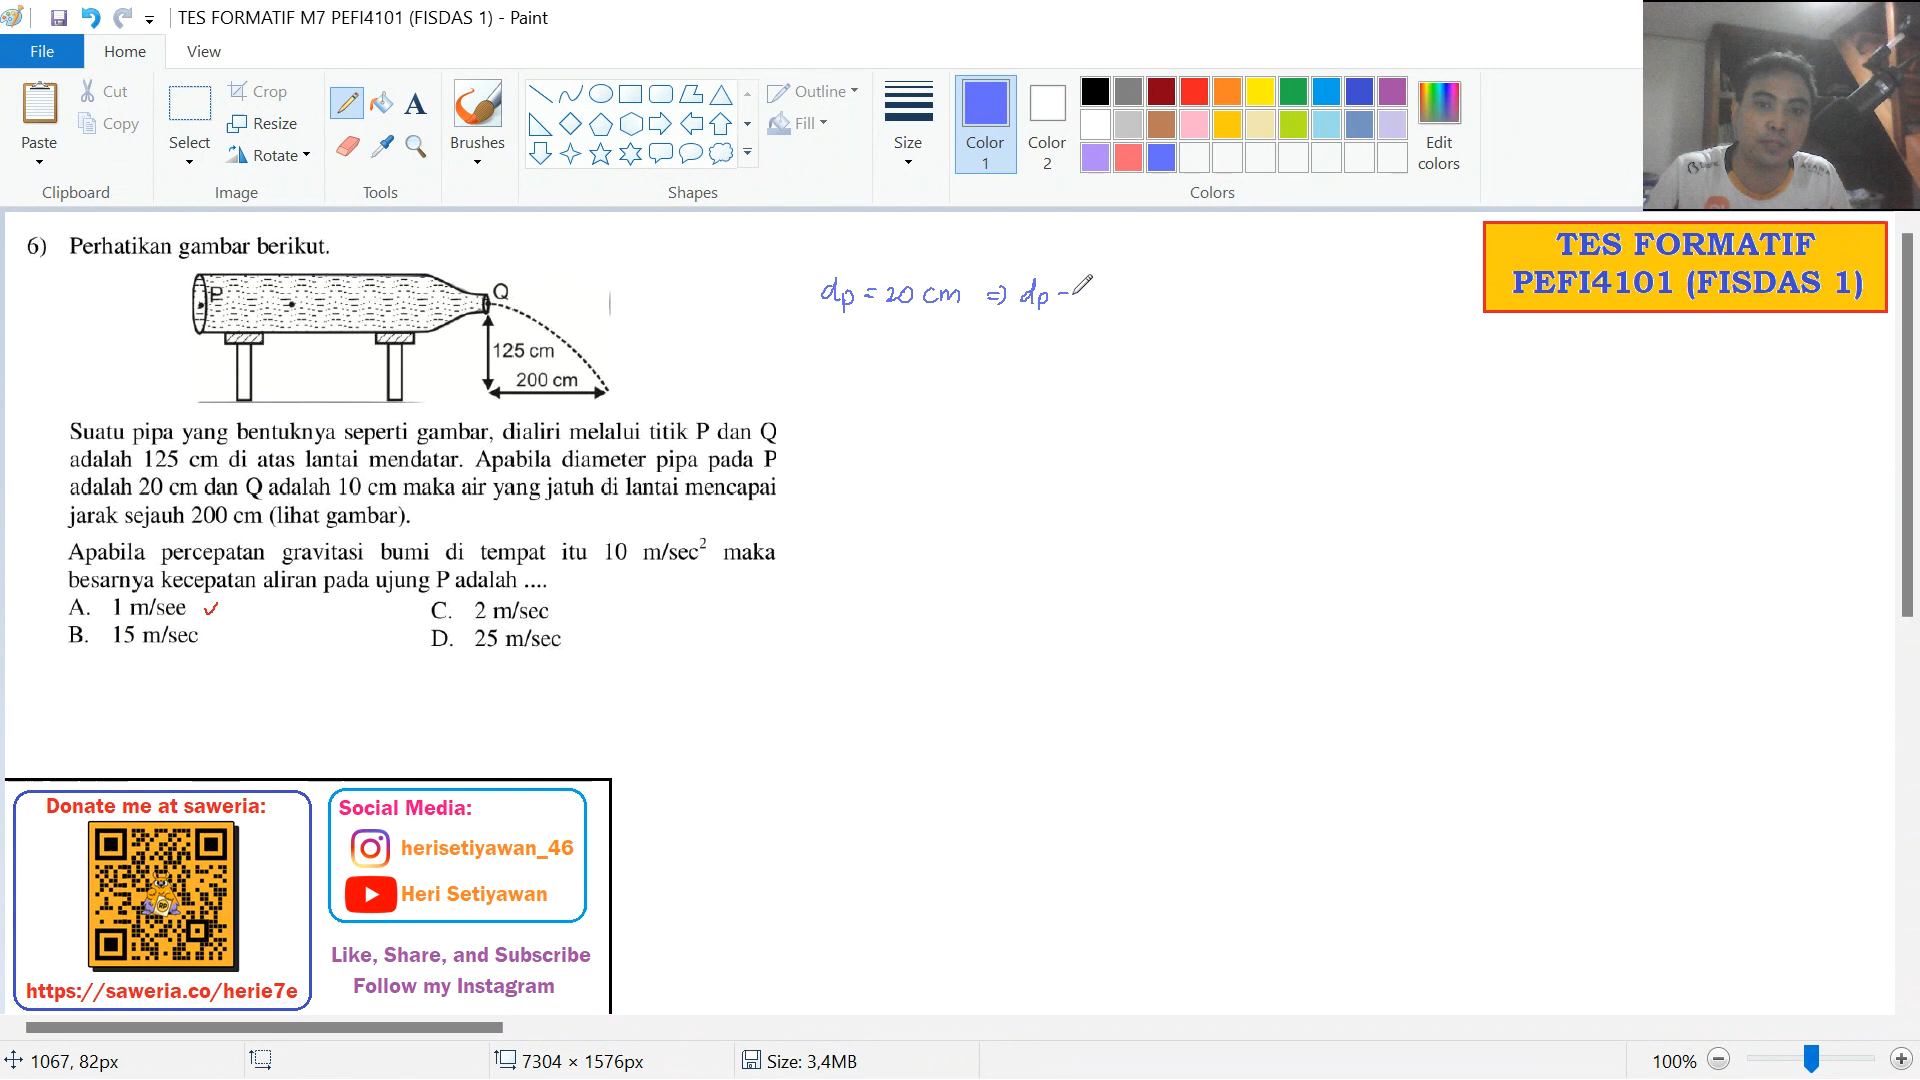 TES FORMATIF M7 PEFI4101 (FISDAS 1) - Paint
File Home View
Paste
Cut
Copy
Clipboard
Select
Crop
Resize
Rotate
Image
A
Tools
Brushes
Outline
Fill
Shapes
Size
Color 1
Color 2
Edit colors
Colors
TES FORMATIF
PEFI4101 (FISDAS 1)
6) Perhatikan gambar berikut.
P
Q
125 cm
200 cm
dp = 20 cm => dp -
Suatu pipa yang bentuknya seperti gambar, dialiri melalui titik P dan Q
adalah 125 cm di atas lantai mendatar. Apabila diameter pipa pada P
adalah 20 cm dan Q adalah 10 cm maka air yang jatuh di lantai mencapai
jarak sejauh 200 cm (lihat gambar).
Apabila percepatan gravitasi bumi di tempat itu 10 m/sec² maka
besarnya kecepatan aliran pada ujung P adalah ....
A. 1 m/see ✓
C. 2 m/sec
B. 15 m/sec
D. 25 m/sec
Donate me at saweria:
https://saweria.co/herie7e
Social Media:
herisetiyawan_46
Heri Setiyawan
Like, Share, and Subscribe
Follow my Instagram
1067, 82px
7304 × 1576px
Size: 3,4MB
100%